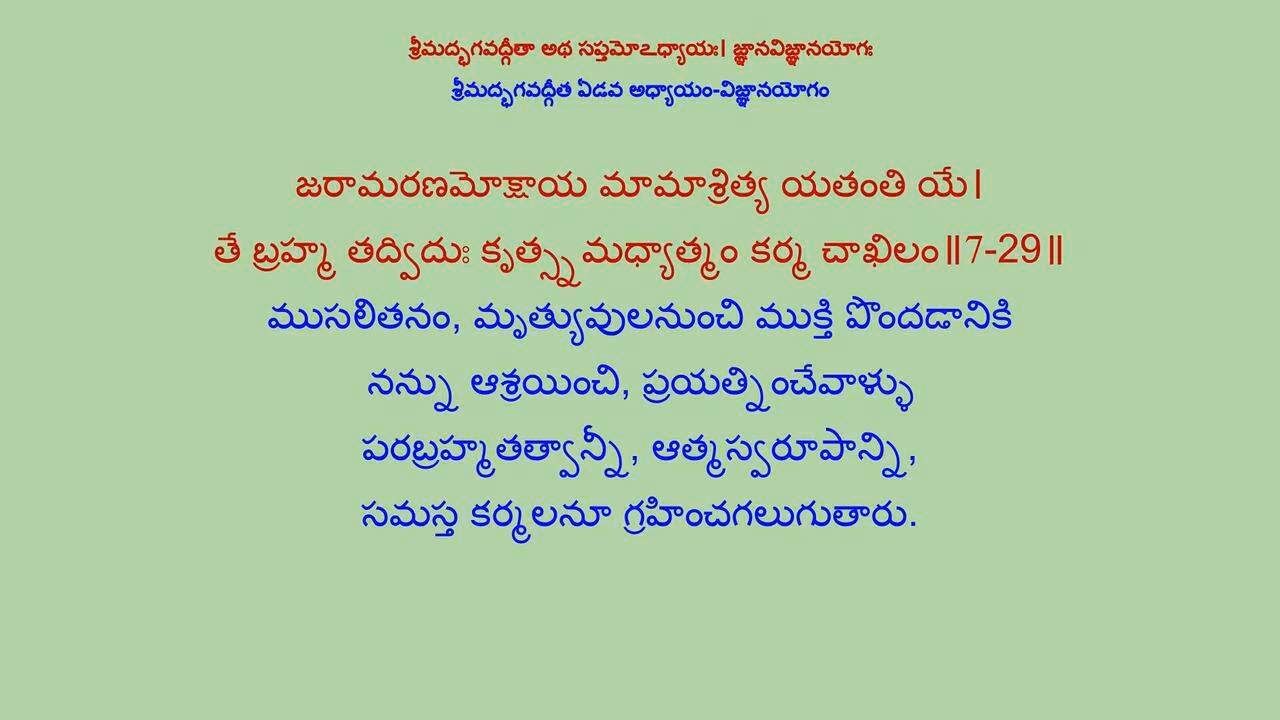 శ్రీమద్భగవద్గీతా అథ సప్తమోఽధ్యాయః। జ్ఞానవిజ్ఞానయోగః
శ్రీమద్భగవద్గీత ఏడవ అధ్యాయం-విజ్ఞానయోగం
జరామరణమోక్షాయ మామాశ్రిత్య యతంతి యే।
తే బ్రహ్మ తద్విదుః కృత్స్నమధ్యాత్మం కర్మ చాఖిలం॥7-29॥
ముసలితనం, మృత్యువులనుంచి ముక్తి పొందడానికి
నన్ను ఆశ్రయించి, ప్రయత్నించేవాళ్ళు
పరబ్రహ్మతత్వాన్నీ, ఆత్మస్వరూపాన్ని,
సమస్త కర్మలనూ గ్రహించగలుగుతారు.